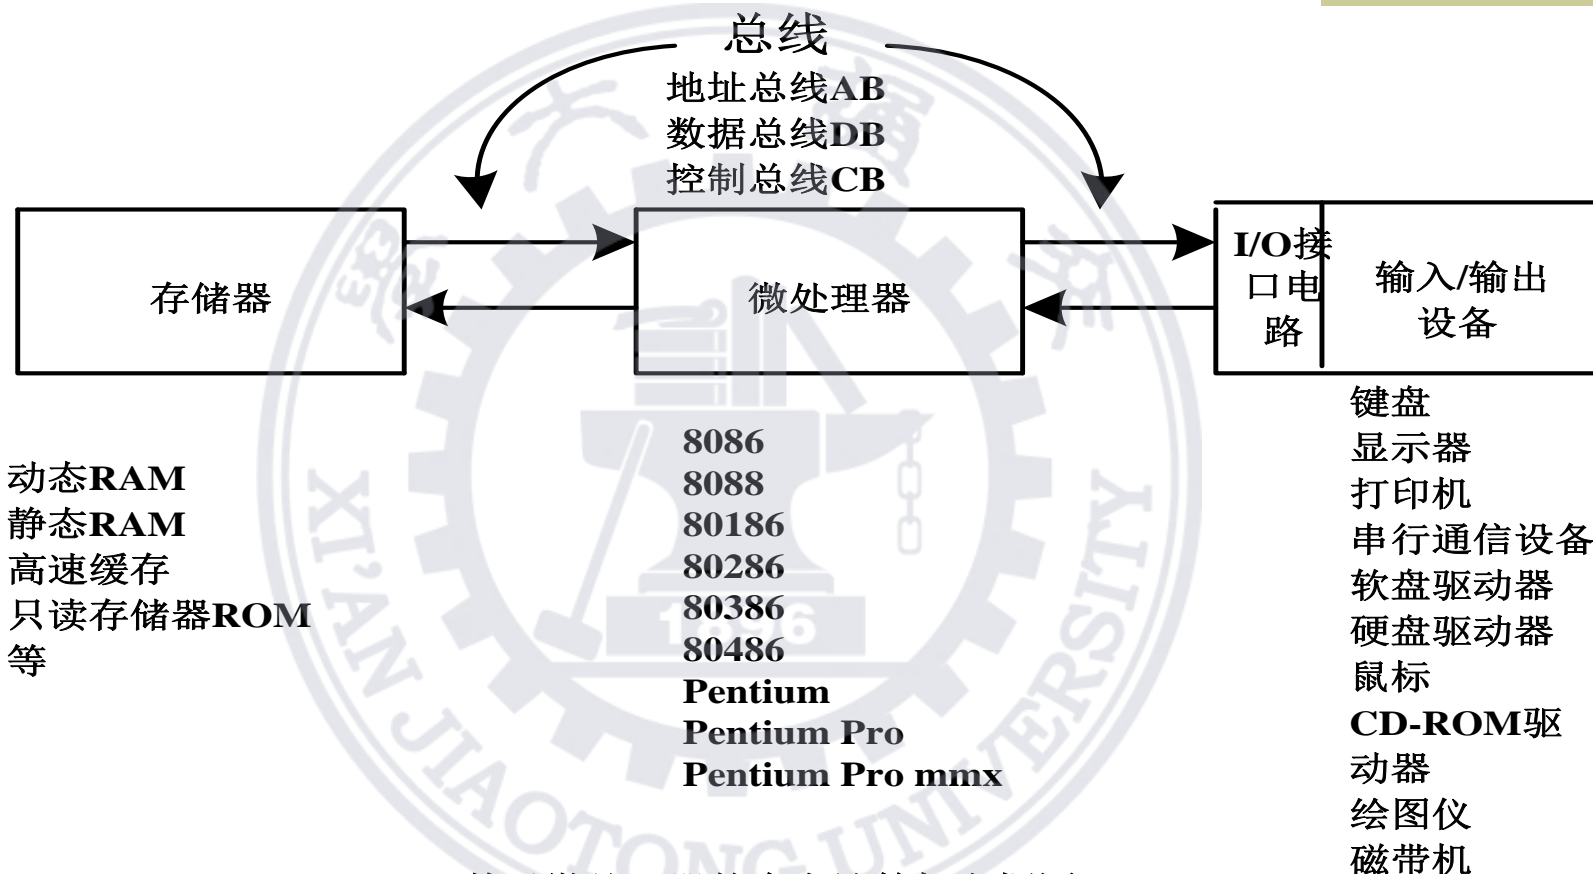 总线
地址总线AB
数据总线DB
控制总线CB
存储器
微处理器
I/O接
口电
路
输入/输出
设备
动态RAM
静态RAM
高速缓存
只读存储器ROM
等
8086
8088
80186
80286
80386
80486
Pentium
Pentium Pro
Pentium Pro mmx
键盘
显示器
打印机
串行通信设备
软盘驱动器
硬盘驱动器
鼠标
CD-ROM驱
动器
绘图仪
磁带机
1896
XI'AN JIAOTONG UNIVERSITY